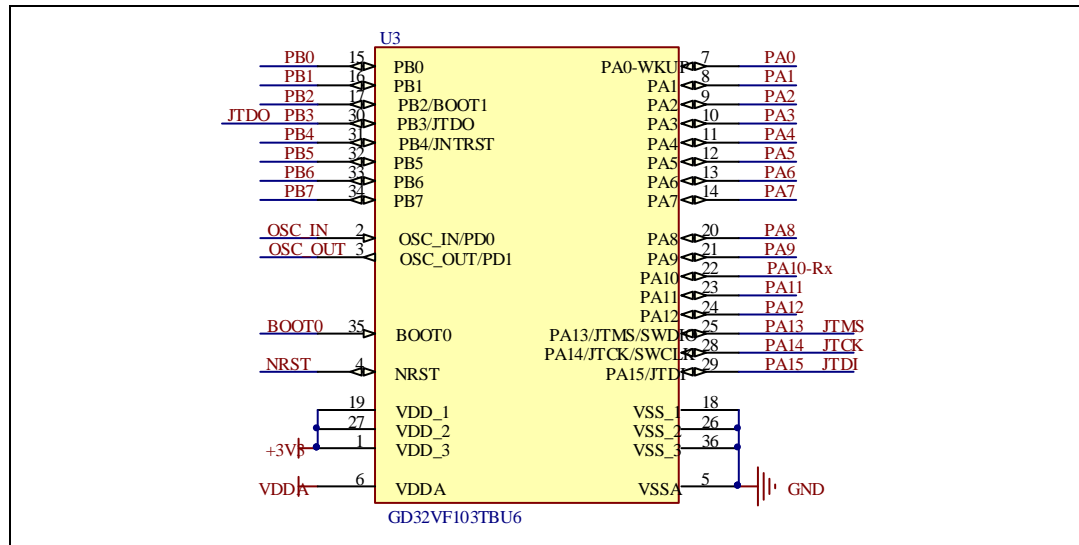 U3
PB0 15 PB0 PA0-WKUP 7 PA0
PB1 16 PB1 PA1 8 PA1
PB2 17 PB2/BOOT1 PA2 9 PA2
JTDO PB3 30 PB3/JTDO PA3 10 PA3
PB4 31 PB4/JNTRST PA4 11 PA4
PB5 32 PB5 PA5 12 PA5
PB6 33 PB6 PA6 13 PA6
PB7 34 PB7 PA7 14 PA7
OSC_IN 2 OSC_IN/PD0 PA8 20 PA8
OSC_OUT 3 OSC_OUT/PD1 PA9 21 PA9
PA10 22 PA10-Rx
PA11 23 PA11
PA12 24 PA12
BOOT0 35 BOOT0 PA13/JTMS/SWDIO 25 PA13 JTMS
PA14/JTCK/SWCLK 28 PA14 JTCK
NRST 4 NRST PA15/JTDI 29 PA15 JTDI
19 VDD_1 VSS_1 18
27 VDD_2 VSS_2 26
+3V3 1 VDD_3 VSS_3 36
VDDA 6 VDDA VSSA 5 GND
GD32VF103TBU6